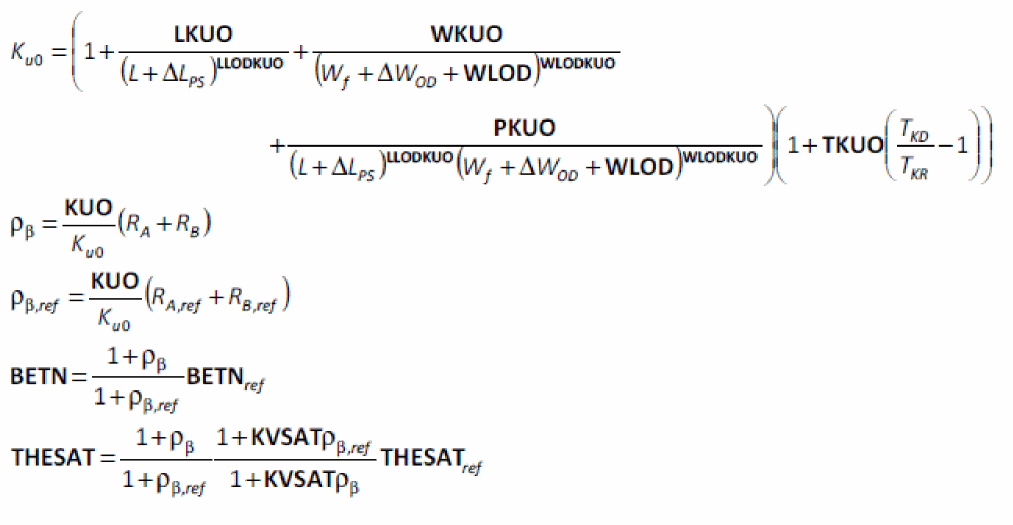 K_{u0} = \left( 1 + \frac{\mathbf{LKUO}}{(L + \Delta L_{PS})^{\mathbf{LLODKUO}}} + \frac{\mathbf{WKUO}}{(W_f + \Delta W_{OD} + \mathbf{WLOD})^{\mathbf{WLODKUO}}}
+ \frac{\mathbf{PKUO}}{(L + \Delta L_{PS})^{\mathbf{LLODKUO}} (W_f + \Delta W_{OD} + \mathbf{WLOD})^{\mathbf{WLODKUO}}} \right) \left( 1 + \mathbf{TKUO} \left( \frac{T_{KD}}{T_{KR}} - 1 \right) \right) )
\rho_{\beta} = \frac{\mathbf{KUO}}{K_{u0}} (R_A + R_B)
\rho_{\beta,ref} = \frac{\mathbf{KUO}}{K_{u0}} (R_{A,ref} + R_{B,ref})
\mathbf{BETN} = \frac{1 + \rho_{\beta}}{1 + \rho_{\beta,ref}} \mathbf{BETN}_{ref}
\mathbf{THESAT} = \frac{1 + \rho_{\beta}}{1 + \rho_{\beta,ref}} \frac{1 + \mathbf{KVSAT} \rho_{\beta,ref}}{1 + \mathbf{KVSAT} \rho_{\beta}} \mathbf{THESAT}_{ref}